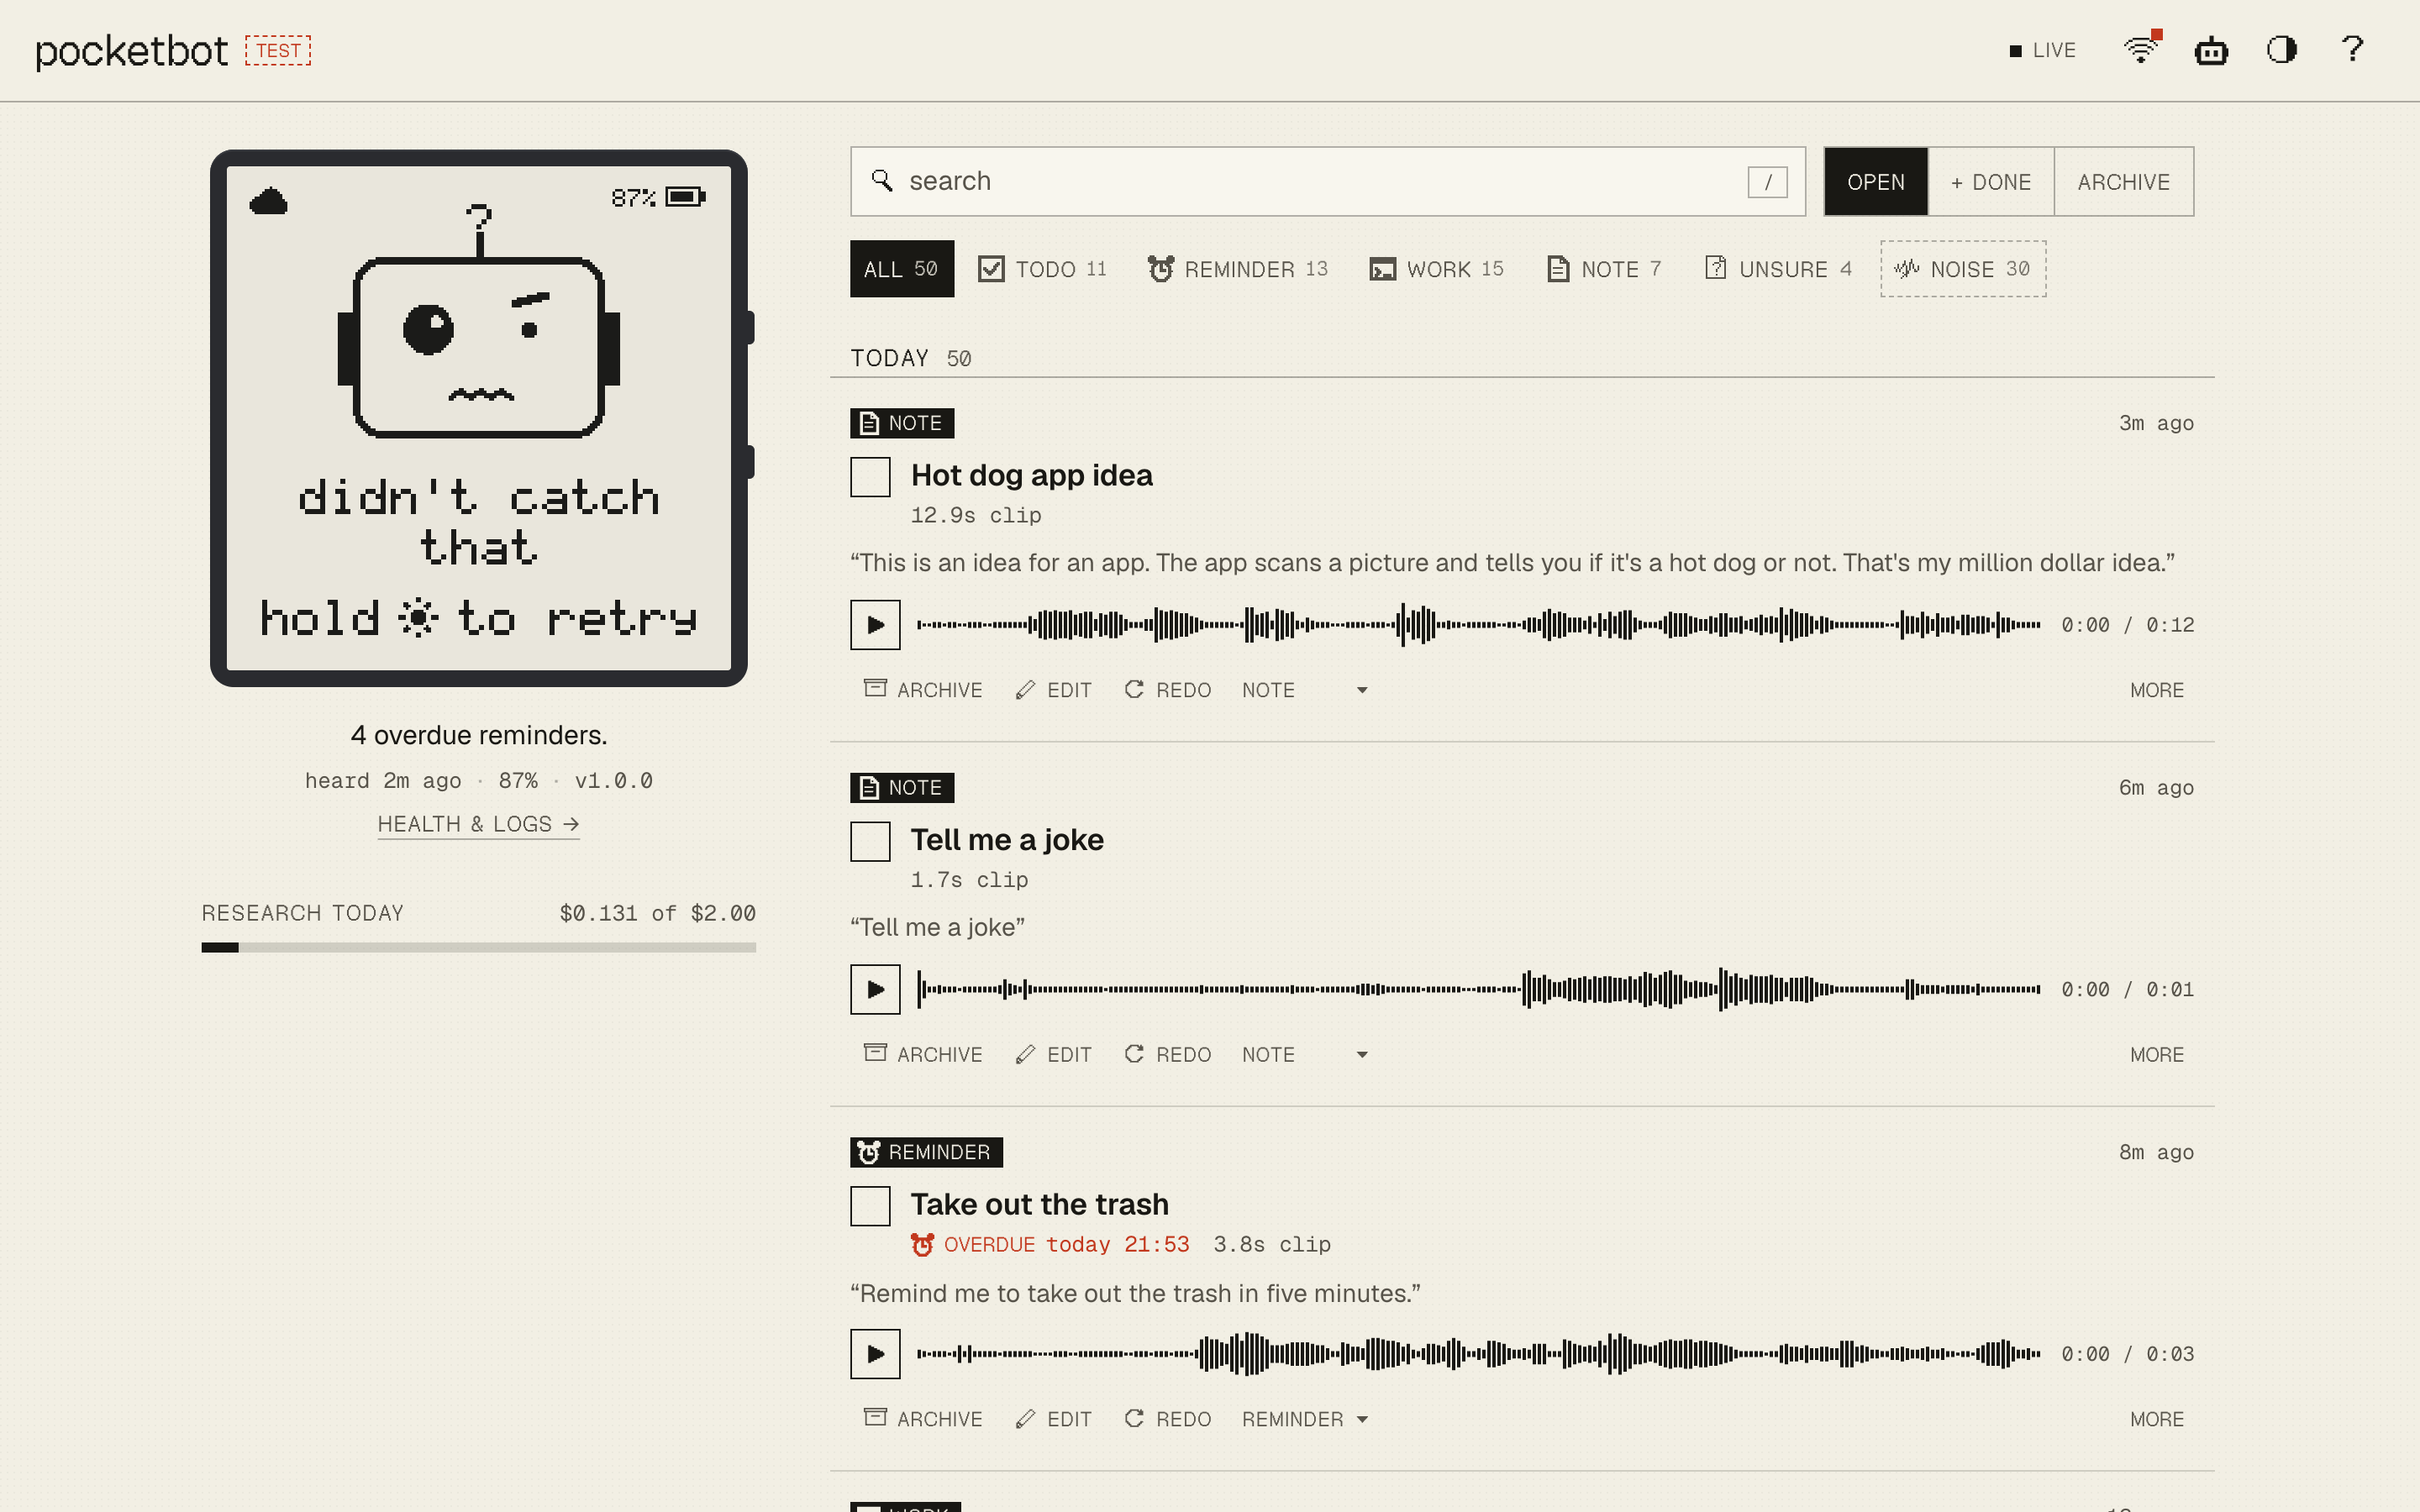 pocketbot TEST
LIVE ?
87%
?
didn't catch
that
hold to retry
4 overdue reminders.
heard 2m ago · 87% · v1.0.0
HEALTH & LOGS →
RESEARCH TODAY $0.131 of $2.00
search /
OPEN + DONE ARCHIVE
ALL 50 TODO 11 REMINDER 13 WORK 15 NOTE 7 UNSURE 4 NOISE 30
TODAY 50
NOTE 3m ago
Hot dog app idea
12.9s clip
“This is an idea for an app. The app scans a picture and tells you if it's a hot dog or not. That's my million dollar idea.”
0:00 / 0:12
ARCHIVE EDIT REDO NOTE MORE
NOTE 6m ago
Tell me a joke
1.7s clip
“Tell me a joke”
0:00 / 0:01
ARCHIVE EDIT REDO NOTE MORE
REMINDER 8m ago
Take out the trash
OVERDUE today 21:53 3.8s clip
“Remind me to take out the trash in five minutes.”
0:00 / 0:03
ARCHIVE EDIT REDO REMINDER MORE
WORK